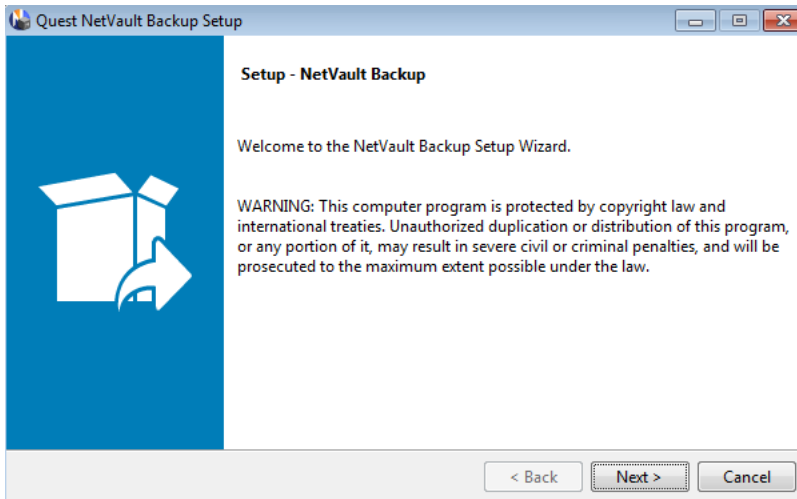 Quest NetVault Backup Setup
Setup - NetVault Backup
Welcome to the NetVault Backup Setup Wizard.
WARNING: This computer program is protected by copyright law and
international treaties. Unauthorized duplication or distribution of this program,
or any portion of it, may result in severe civil or criminal penalties, and will be
prosecuted to the maximum extent possible under the law.
< Back
Next >
Cancel